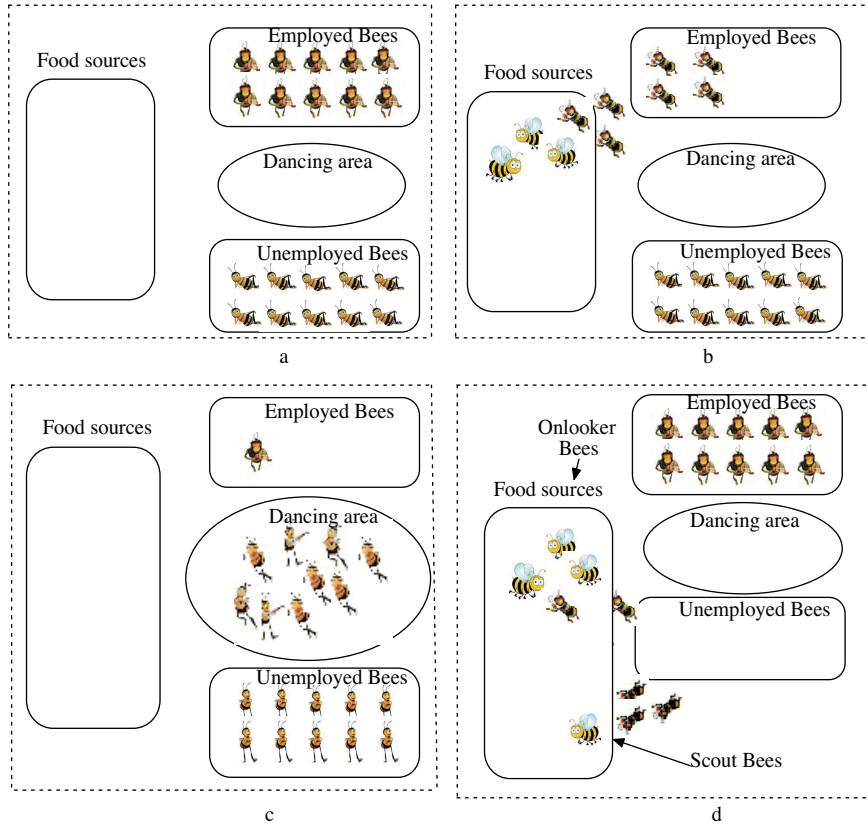 Employed Bees
Food sources
Dancing area
Unemployed Bees
a
Employed Bees
Food sources
Dancing area
Unemployed Bees
b
Employed Bees
Food sources
Dancing area
Unemployed Bees
c
Employed Bees
Onlooker
Bees
Food sources
Dancing area
Unemployed Bees
Scout Bees
d